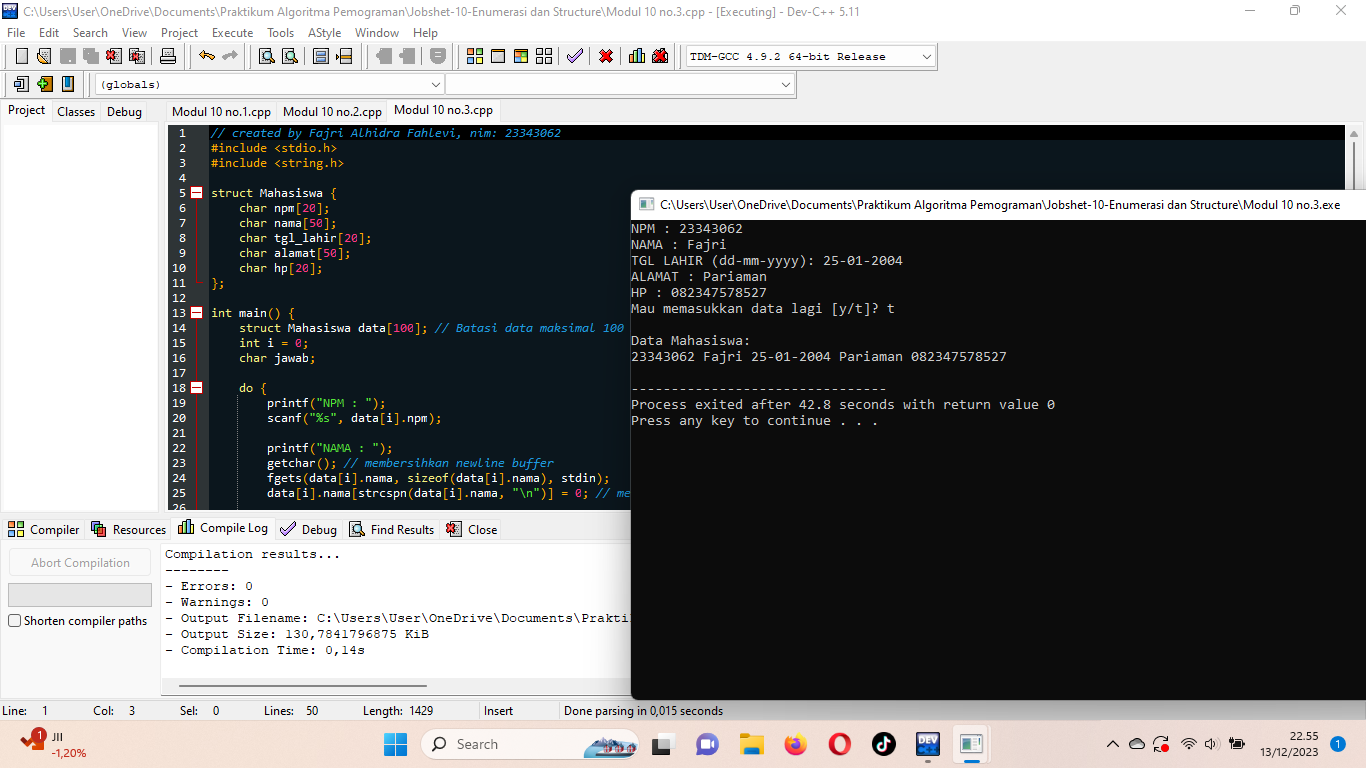 C:\Users\User\OneDrive\Documents\Praktikum Algoritma Pemograman\Jobshet-10-Enumerasi dan Structure\Modul 10 no.3.cpp - [Executing] - Dev-C++ 5.11
File Edit Search View Project Execute Tools AStyle Window Help
TDM-GCC 4.9.2 64-bit Release
(globals)
Project Classes Debug
Modul 10 no.1.cpp Modul 10 no.2.cpp Modul 10 no.3.cpp
1 // created by Fajri Alhidra Fahlevi, nim: 23343062
2 #include <stdio.h>
3 #include <string.h>
4
5 struct Mahasiswa {
6 char npm[20];
7 char nama[50];
8 char tgl_lahir[20];
9 char alamat[50];
10 char hp[20];
11 };
12
13 int main() {
14 struct Mahasiswa data[100]; // Batasi data maksimal 100
15 int i = 0;
16 char jawab;
17
18 do {
19 printf("NPM : ");
20 scanf("%s", data[i].npm);
21
22 printf("NAMA : ");
23 getchar(); // membersihkan newline buffer
24 fgets(data[i].nama, sizeof(data[i].nama), stdin);
25 data[i].nama[strcspn(data[i].nama, "\n")] = 0; // me
26
C:\Users\User\OneDrive\Documents\Praktikum Algoritma Pemograman\Jobshet-10-Enumerasi dan Structure\Modul 10 no.3.exe
NPM : 23343062
NAMA : Fajri
TGL LAHIR (dd-mm-yyyy): 25-01-2004
ALAMAT : Pariaman
HP : 082347578527
Mau memasukkan data lagi [y/t]? t
Data Mahasiswa:
23343062 Fajri 25-01-2004 Pariaman 082347578527
--------------------------------
Process exited after 42.8 seconds with return value 0
Press any key to continue . . .
Compiler Resources Compile Log Debug Find Results Close
Abort Compilation
Shorten compiler paths
Compilation results...
--------
- Errors: 0
- Warnings: 0
- Output Filename: C:\Users\User\OneDrive\Documents\Prakti
- Output Size: 130,7841796875 KiB
- Compilation Time: 0,14s
Line: 1 Col: 3 Sel: 0 Lines: 50 Length: 1429 Insert Done parsing in 0,015 seconds
1
JII
-1,20%
Search
DEV
22.55
13/12/2023
1